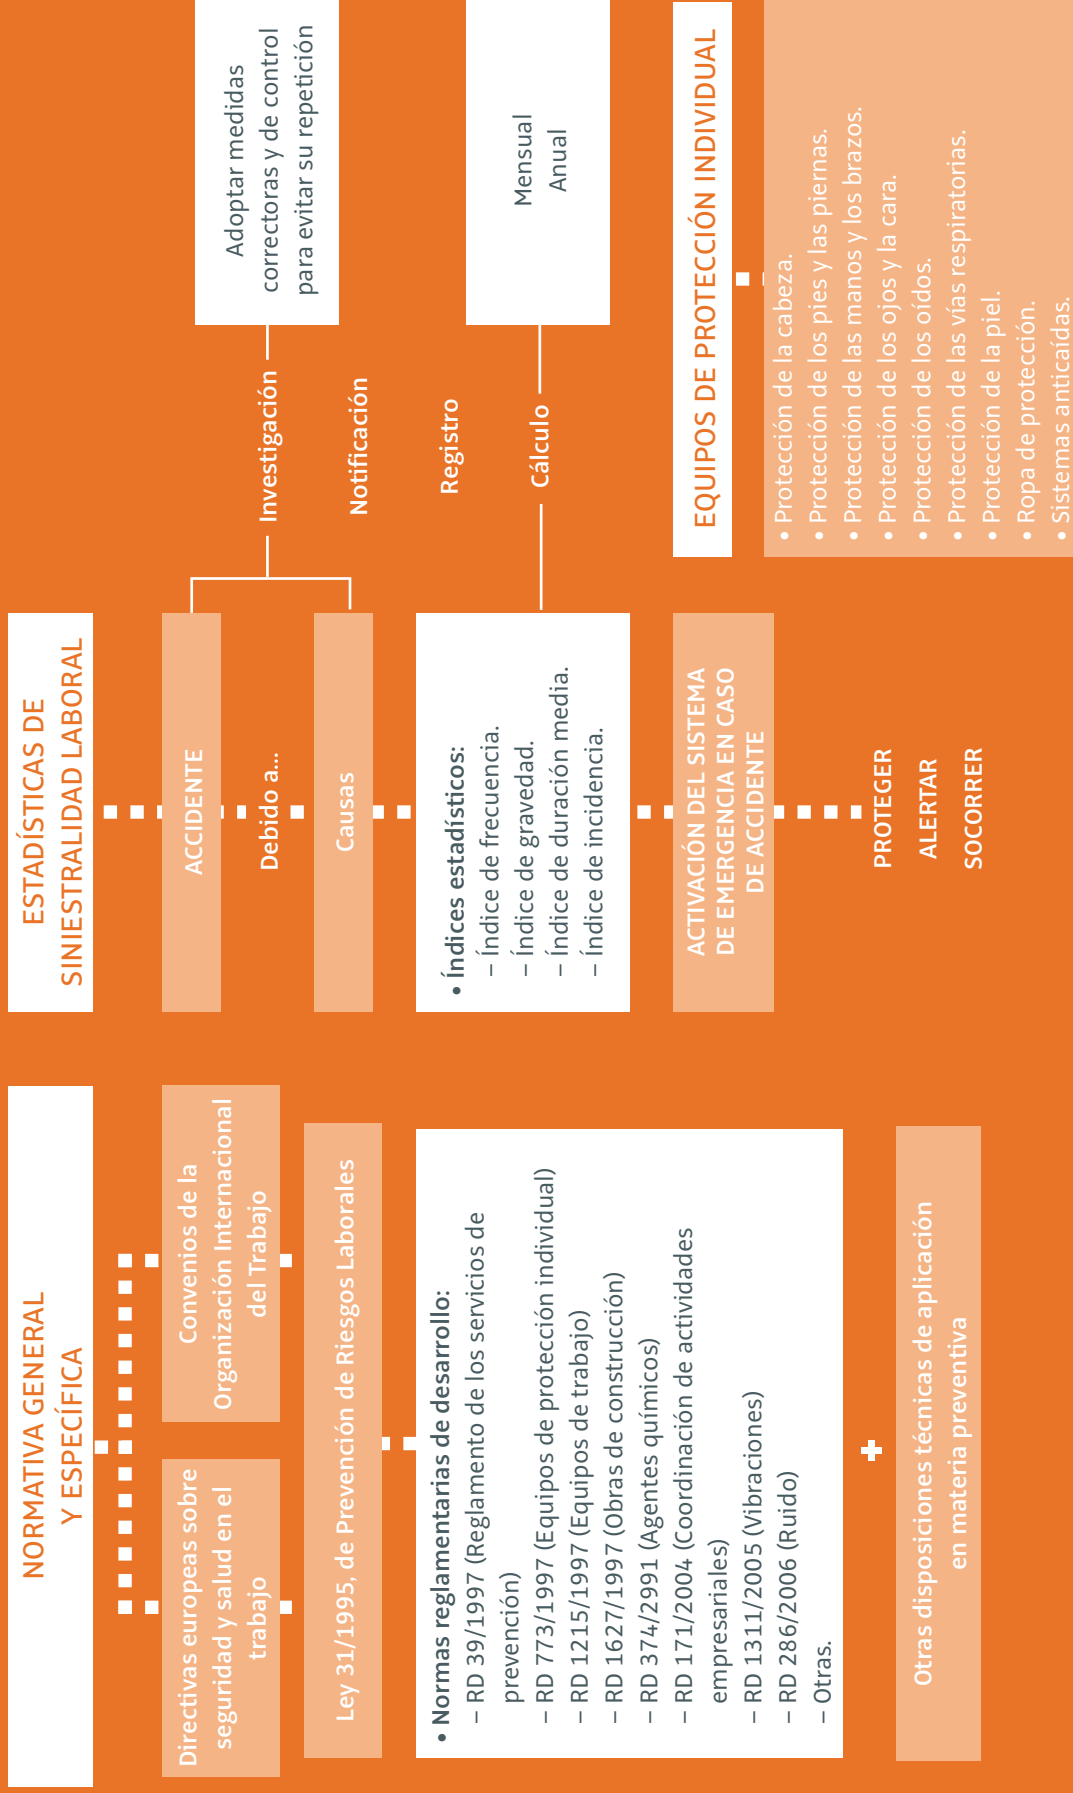 NORMATIVA GENERAL
Y ESPECÍFICA
Directivas europeas sobre
seguridad y salud en el
trabajo
Convenios de la
Organización Internacional
del Trabajo
Ley 31/1995, de Prevención de Riesgos Laborales
• Normas reglamentarias de desarrollo:
– RD 39/1997 (Reglamento de los servicios de
prevención)
– RD 773/1997 (Equipos de protección individual)
– RD 1215/1997 (Equipos de trabajo)
– RD 1627/1997 (Obras de construcción)
– RD 374/2991 (Agentes químicos)
– RD 171/2004 (Coordinación de actividades
empresariales)
– RD 1311/2005 (Vibraciones)
– RD 286/2006 (Ruido)
– Otras.
+
Otras disposiciones técnicas de aplicación
en materia preventiva
ESTADÍSTICAS DE
SINIESTRALIDAD LABORAL
ACCIDENTE
Debido a...
Causas
• Índices estadísticos:
– Índice de frecuencia.
– Índice de gravedad.
– Índice de duración media.
– Índice de incidencia.
ACTIVACIÓN DEL SISTEMA
DE EMERGENCIA EN CASO
DE ACCIDENTE
PROTEGER
ALERTAR
SOCORRER
Investigación
Notificación
Registro
Cálculo
Adoptar medidas
correctoras y de control
para evitar su repetición
Mensual
Anual
EQUIPOS DE PROTECCIÓN INDIVIDUAL
• Protección de la cabeza.
• Protección de los pies y las piernas.
• Protección de las manos y los brazos.
• Protección de los ojos y la cara.
• Protección de los oídos.
• Protección de las vías respiratorias.
• Protección de la piel.
• Ropa de protección.
• Sistemas anticaídas.